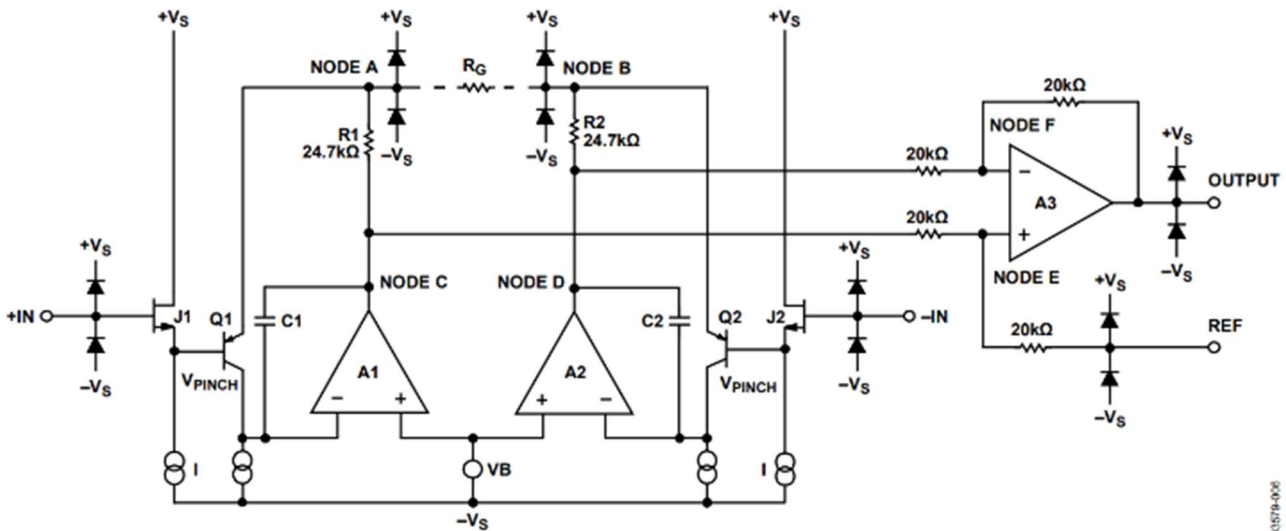 +VS
+VS
+VS
+VS
NODE A
RG
NODE B
20kΩ
R1
24.7kΩ
R2
24.7kΩ
–VS
–VS
NODE F
+VS
20kΩ
–
A3
OUTPUT
20kΩ
+
+VS
+VS
–VS
NODE C
NODE D
NODE E
+VS
+IN
J1
Q1
C1
C2
Q2
J2
–IN
20kΩ
REF
A1
A2
–VS
VPINCH
VPINCH
–VS
–VS
–
+
+
–
I
VB
I
–VS
03579-006